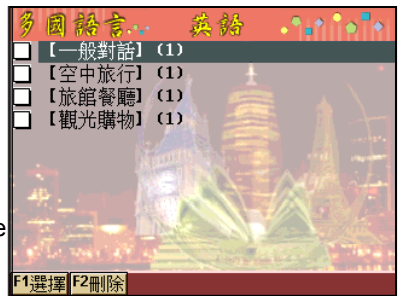 多國語言 英語
【一般對話】(1)
【空中旅行】(1)
【旅館餐廳】(1)
【觀光購物】(1)
e
F1選擇 F2刪除